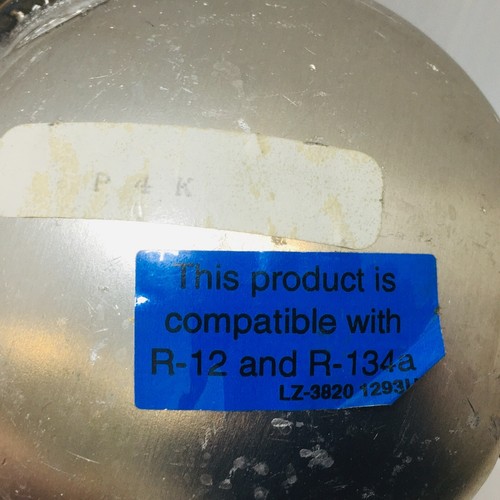 P 4 K
This product is
compatible with
R-12 and R-134a
LZ-3820